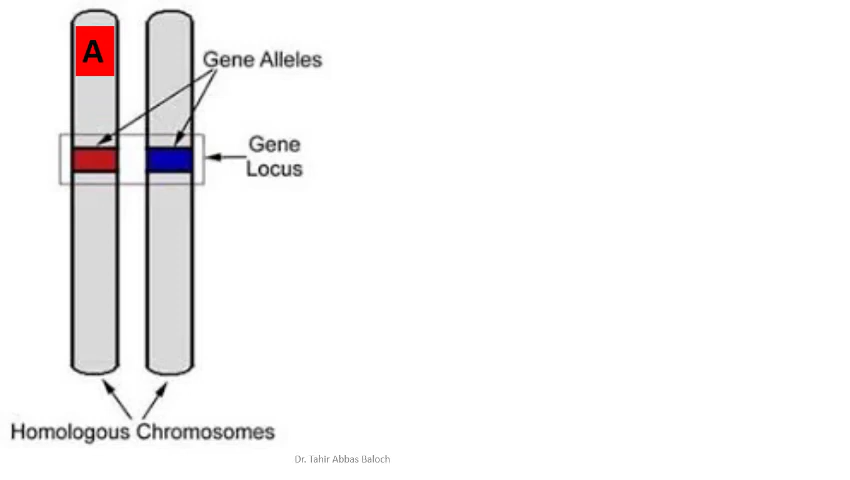 A
Gene Alleles
Gene
Locus
Homologous Chromosomes
Dr. Tahir Abbas Baloch